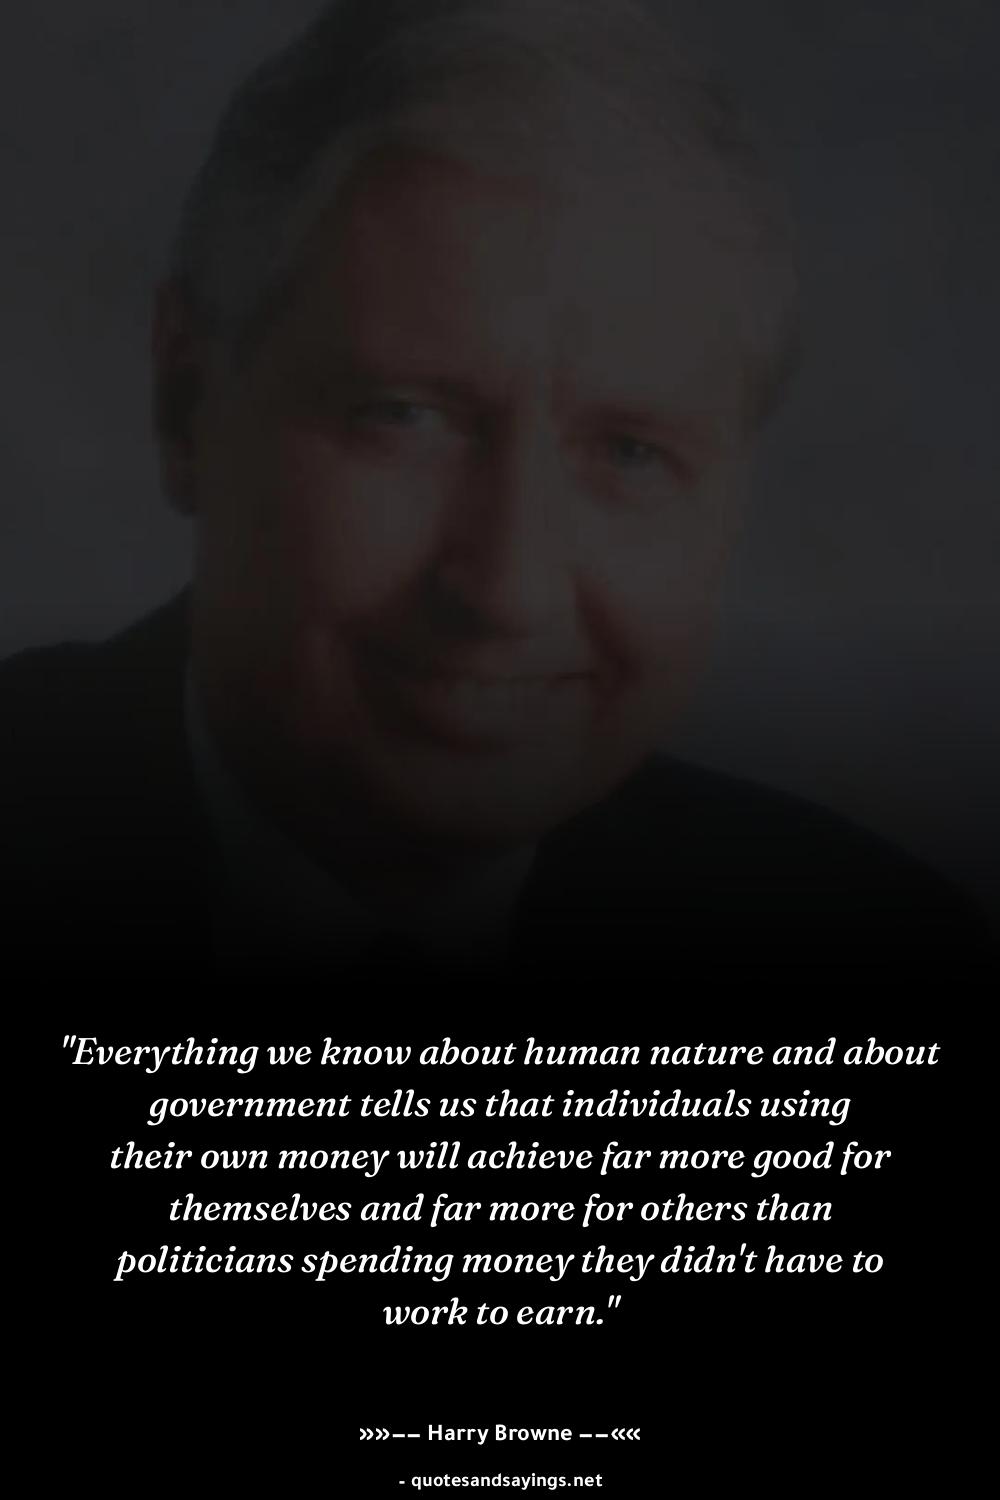 "Everything we know about human nature and about
government tells us that individuals using
their own money will achieve far more good for
themselves and far more for others than
politicians spending money they didn't have to
work to earn."
»»−− Harry Browne −−««
- quotesandsayings.net